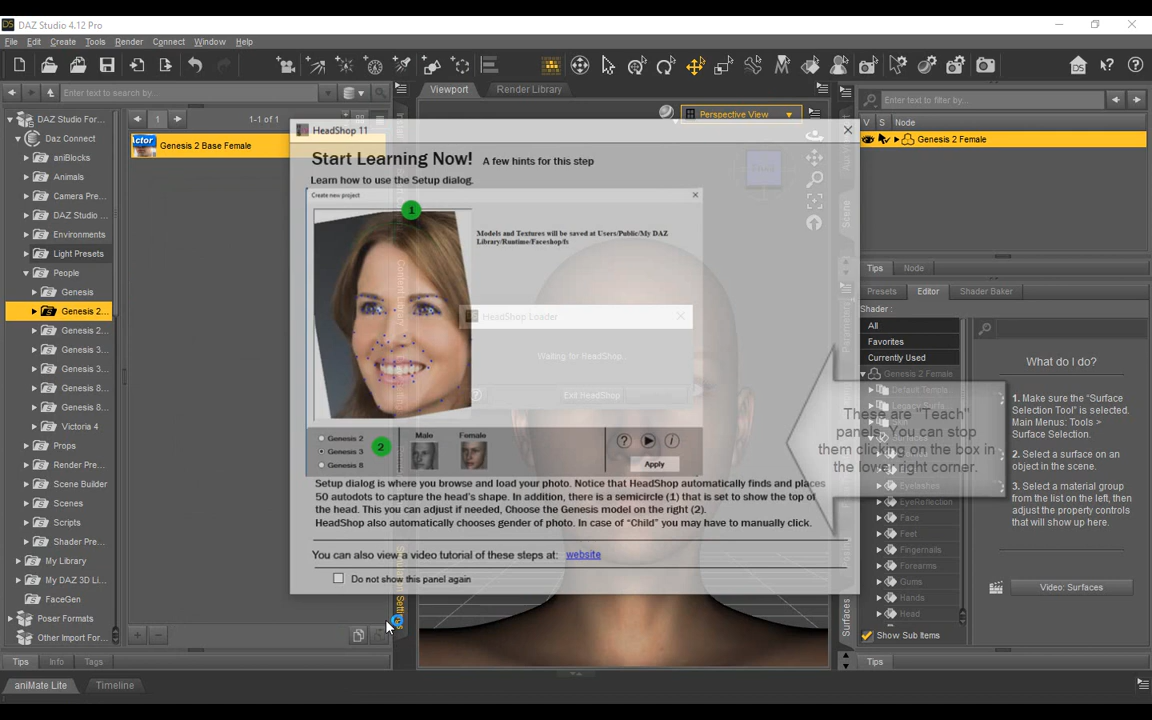 DAZ Studio 4.12 Pro
File Edit Create Tools Render Connect Window Help
Enter text to search by...
Viewport
Render Library
Enter text to filter by...
DAZ Studio For...
1
1-1 of 1
Perspective View
V S Node
Daz Connect
aniBlocks
Animals
Camera Pre...
DAZ Studio ...
Environments
Light Presets
People
Genesis
Genesis 2...
Genesis 2...
Genesis 3...
Genesis 3...
Genesis 8...
Genesis 8...
Victoria 4
Props
Render Pre...
Scene Builder
Scenes
Scripts
Shader Pre...
My Library
My DAZ 3D Li...
FaceGen
Poser Formats
Other Import For...
Actor
Genesis 2 Base Female
HeadShop 11
Start Learning Now! A few hints for this step
Learn how to use the Setup dialog.
Create new project
1
Models and Textures will be saved at Users/Public/My DAZ
Library/Runtime/Faceshop/fs
HeadShop Loader
Waiting for HeadShop...
Exit HeadShop
Genesis 2
Genesis 3
Genesis 8
2
Male
Female
Apply
Setup dialog is where you browse and load your photo. Notice that HeadShop automatically finds and places
50 autodots to capture the head's shape. In addition, there is a semicircle (1) that is set to show the top of
the head. This you can adjust if needed, Choose the Genesis model on the right (2).
HeadShop also automatically chooses gender of photo. In case of "Child" you may have to manually click.
You can also view a video tutorial of these steps at: website
Do not show this panel again
These are "Teach"
panels. You can stop
them clicking on the box in
the lower right corner.
Genesis 2 Female
Scene
Parameters
Surfaces
Tips
Node
Presets
Editor
Shader Baker
Shader :
All
Favorites
Currently Used
Genesis 2 Female
Eyelashes
EyeReflection
Face
Feet
Fingernails
Forearms
Gums
Hands
Head
Show Sub Items
What do I do?
1. Make sure the "Surface
Selection Tool" is selected.
Main Menus: Tools >
Surface Selection.
2. Select a surface on an
object in the scene.
3. Select a material group
from the list on the left, then
adjust the property controls
that will show up here.
Video: Surfaces
Tips
Tips
Info
Tags
aniMate Lite
Timeline